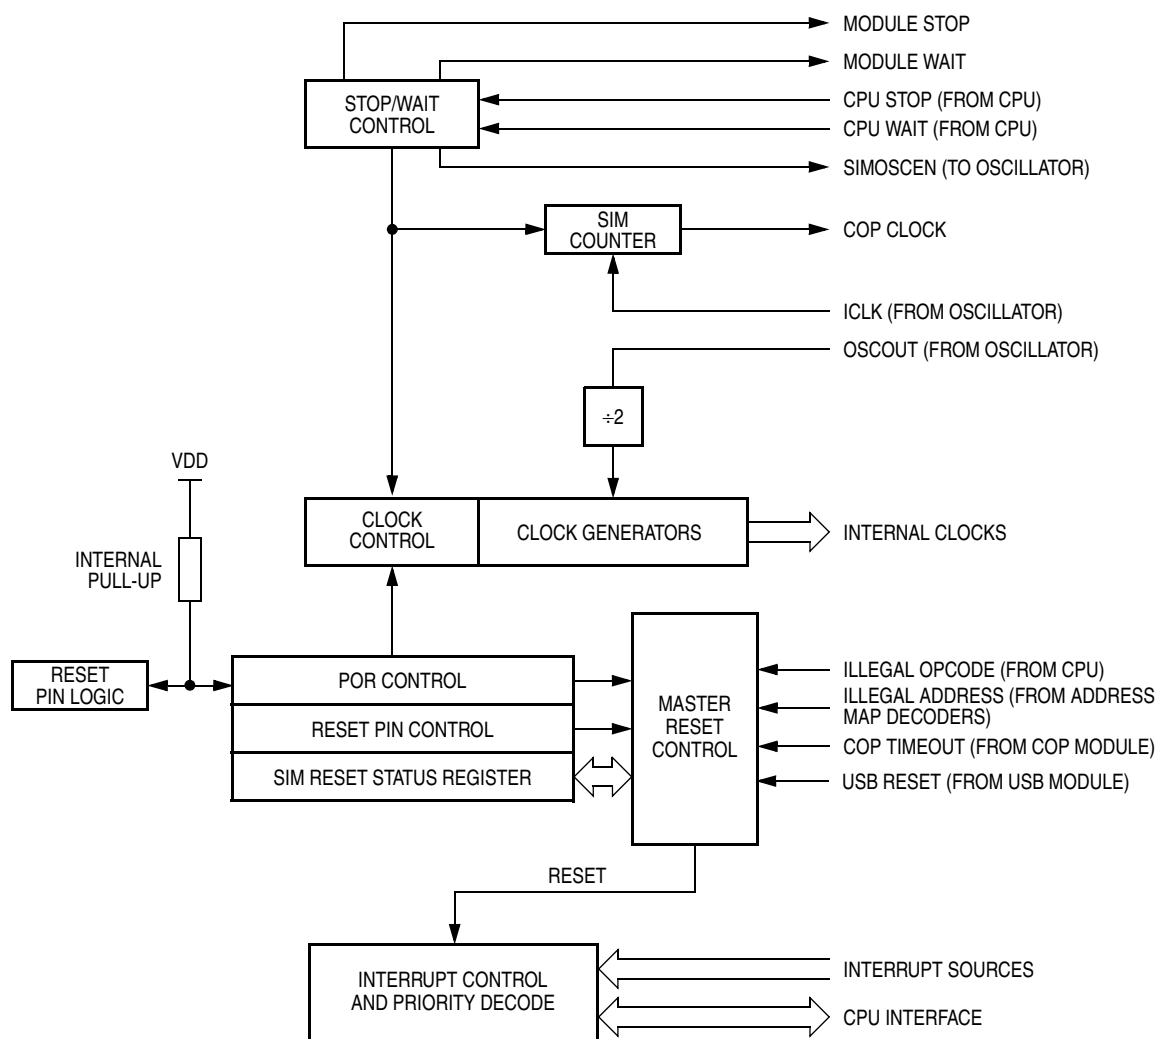 MODULE STOP
MODULE WAIT
STOP/WAIT
CONTROL
CPU STOP (FROM CPU)
CPU WAIT (FROM CPU)
SIMOSCEN (TO OSCILLATOR)
SIM
COUNTER
COP CLOCK
ICLK (FROM OSCILLATOR)
OSCOUT (FROM OSCILLATOR)
÷2
VDD
CLOCK
CONTROL
CLOCK GENERATORS
INTERNAL CLOCKS
INTERNAL
PULL-UP
RESET
PIN LOGIC
POR CONTROL
RESET PIN CONTROL
SIM RESET STATUS REGISTER
MASTER
RESET
CONTROL
ILLEGAL OPCODE (FROM CPU)
ILLEGAL ADDRESS (FROM ADDRESS
MAP DECODERS)
COP TIMEOUT (FROM COP MODULE)
USB RESET (FROM USB MODULE)
RESET
INTERRUPT CONTROL
AND PRIORITY DECODE
INTERRUPT SOURCES
CPU INTERFACE